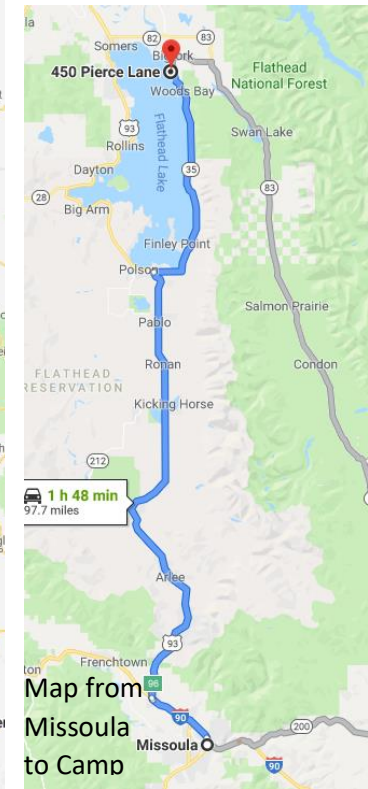 82
83
Somers
Bigfork
450 Pierce Lane
Woods Bay
Flathead
National Forest
93
Flathead Lake
Rollins
Swan Lake
35
83
Dayton
28
Big Arm
Finley Point
Polson
Pablo
Salmon Prairie
Ronan
Condon
FLATHEAD
RESERVATION
Kicking Horse
212
1 h 48 min
97.7 miles
Arlee
93
Frenchtown
96
Map from
Missoula
to Camp
90
Missoula
200
90